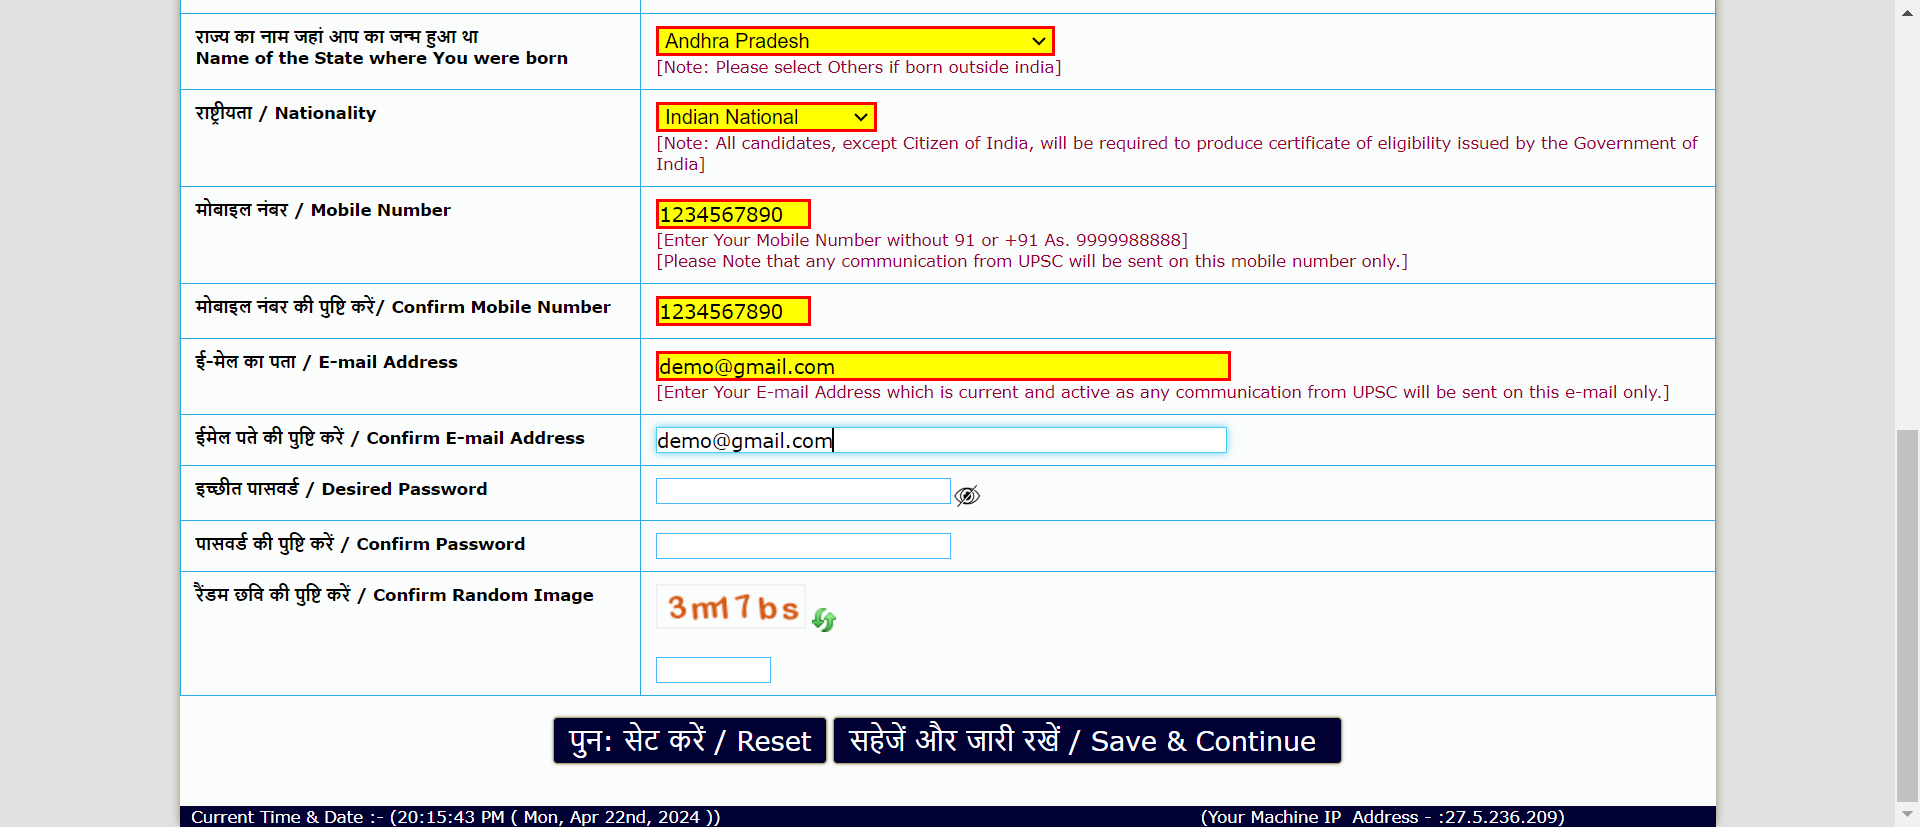 राज्य का नाम जहां आप का जन्म हुआ था
Name of the State where You were born
Andhra Pradesh
[Note: Please select Others if born outside india]
राष्ट्रीयता / Nationality
Indian National
[Note: All candidates, except Citizen of India, will be required to produce certificate of eligibility issued by the Government of
India]
मोबाइल नंबर / Mobile Number
1234567890
[Enter Your Mobile Number without 91 or +91 As. 9999988888]
[Please Note that any communication from UPSC will be sent on this mobile number only.]
मोबाइल नंबर की पुष्टि करें/ Confirm Mobile Number
1234567890
ई-मेल का पता / E-mail Address
demo@gmail.com
[Enter Your E-mail Address which is current and active as any communication from UPSC will be sent on this e-mail only.]
ईमेल पते की पुष्टि करें / Confirm E-mail Address
demo@gmail.com
इच्छीत पासवर्ड / Desired Password
पासवर्ड की पुष्टि करें / Confirm Password
रैंडम छवि की पुष्टि करें / Confirm Random Image
3m17bs
पुन: सेट करें / Reset
सहेजें और जारी रखें / Save & Continue
Current Time & Date :- (20:15:43 PM ( Mon, Apr 22nd, 2024 ))
(Your Machine IP Address - :27.5.236.209)